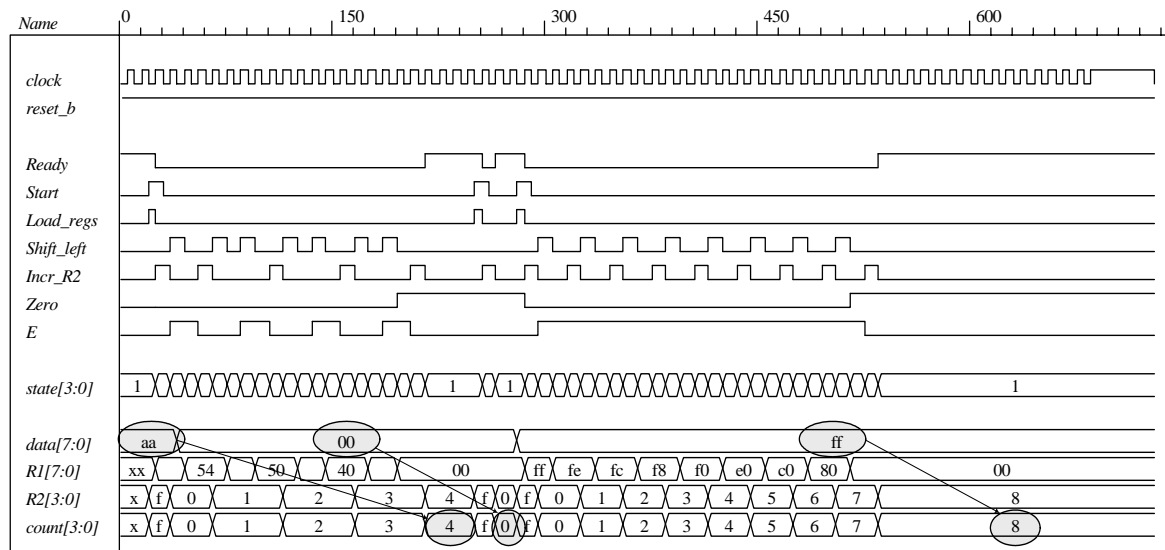 Name 0 150 300 450 600
clock
reset_b
Ready
Start
Load_regs
Shift_left
Incr_R2
Zero
E
state[3:0] 1 1 1 1
data[7:0] aa 00 ff
R1[7:0] xx 54 50 40 00 ff fe fc f8 f0 e0 c0 80 00
R2[3:0] x f 0 1 2 3 4 f 0 f 0 1 2 3 4 5 6 7 8
count[3:0] x f 0 1 2 3 4 f 0 f 0 1 2 3 4 5 6 7 8